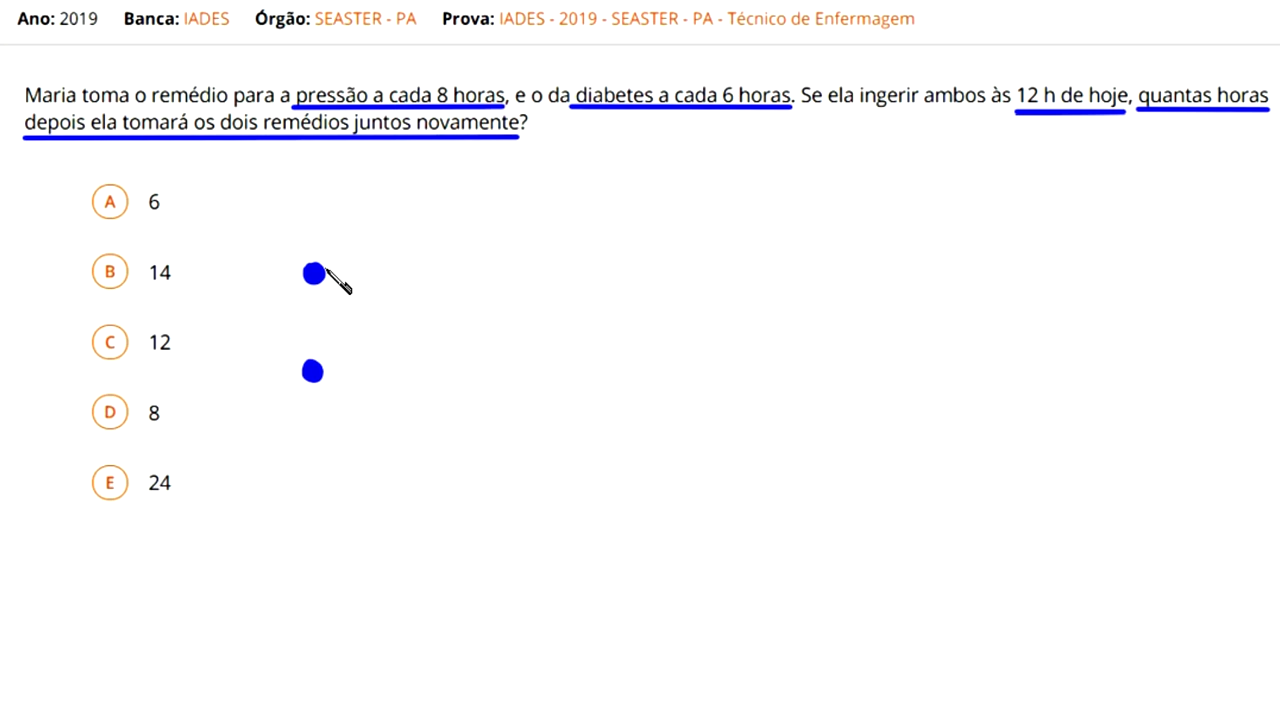 Ano: 2019 Banca: IADES Órgão: SEASTER - PA Prova: IADES - 2019 - SEASTER - PA - Técnico de Enfermagem
Maria toma o remédio para a pressão a cada 8 horas, e o da diabetes a cada 6 horas. Se ela ingerir ambos às 12 h de hoje, quantas horas
depois ela tomará os dois remédios juntos novamente?
A 6
B 14
C 12
D 8
E 24